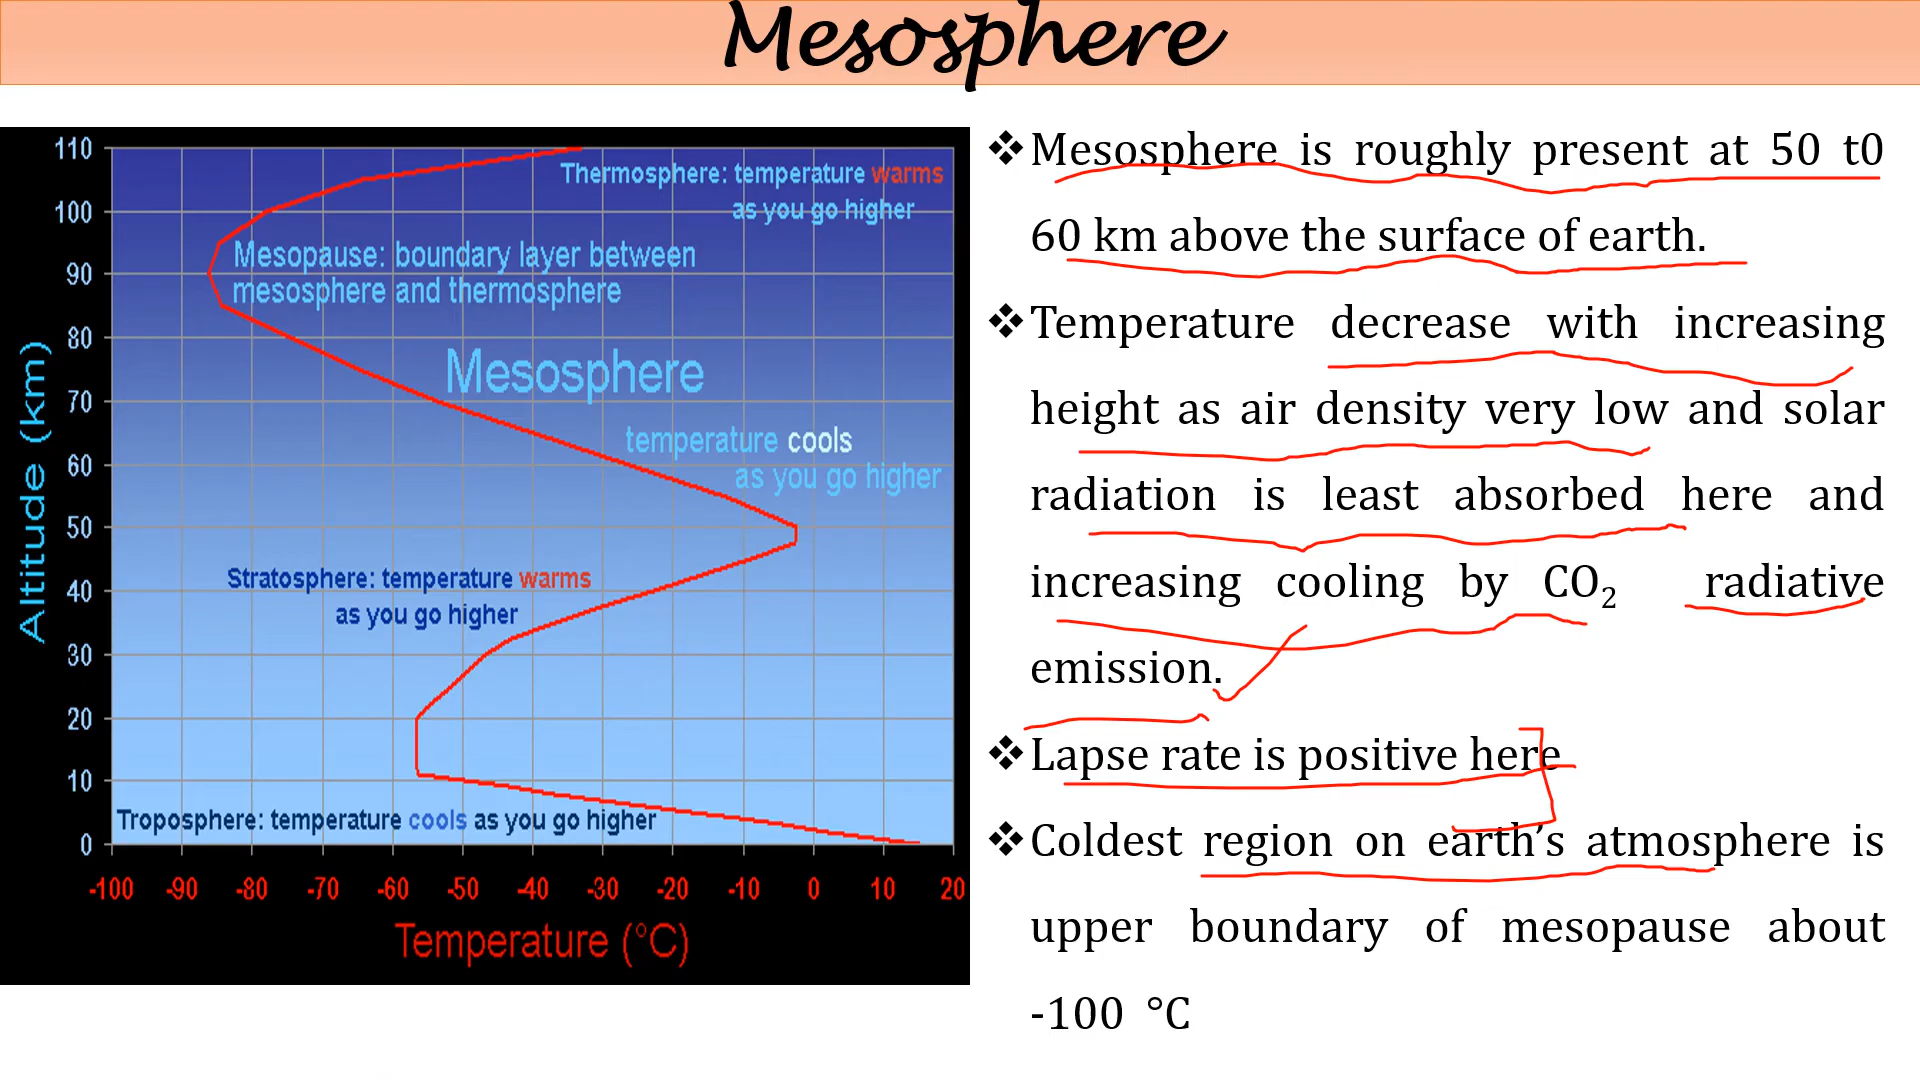 Mesosphere
110
100
90
80
70
60
50
40
30
20
10
0
Altitude (km)
Thermosphere: temperature warms
as you go higher
Mesopause: boundary layer between
mesosphere and thermosphere
Mesosphere
temperature cools
as you go higher
Stratosphere: temperature warms
as you go higher
Troposphere: temperature cools as you go higher
-100 -90 -80 -70 -60 -50 -40 -30 -20 -10 0 10 20
Temperature (°C)
❖Mesosphere is roughly present at 50 t0
60 km above the surface of earth.
❖Temperature decrease with increasing
height as air density very low and solar
radiation is least absorbed here and
increasing cooling by CO₂ radiative
emission.
❖Lapse rate is positive here
❖Coldest region on earth's atmosphere is
upper boundary of mesopause about
-100 °C